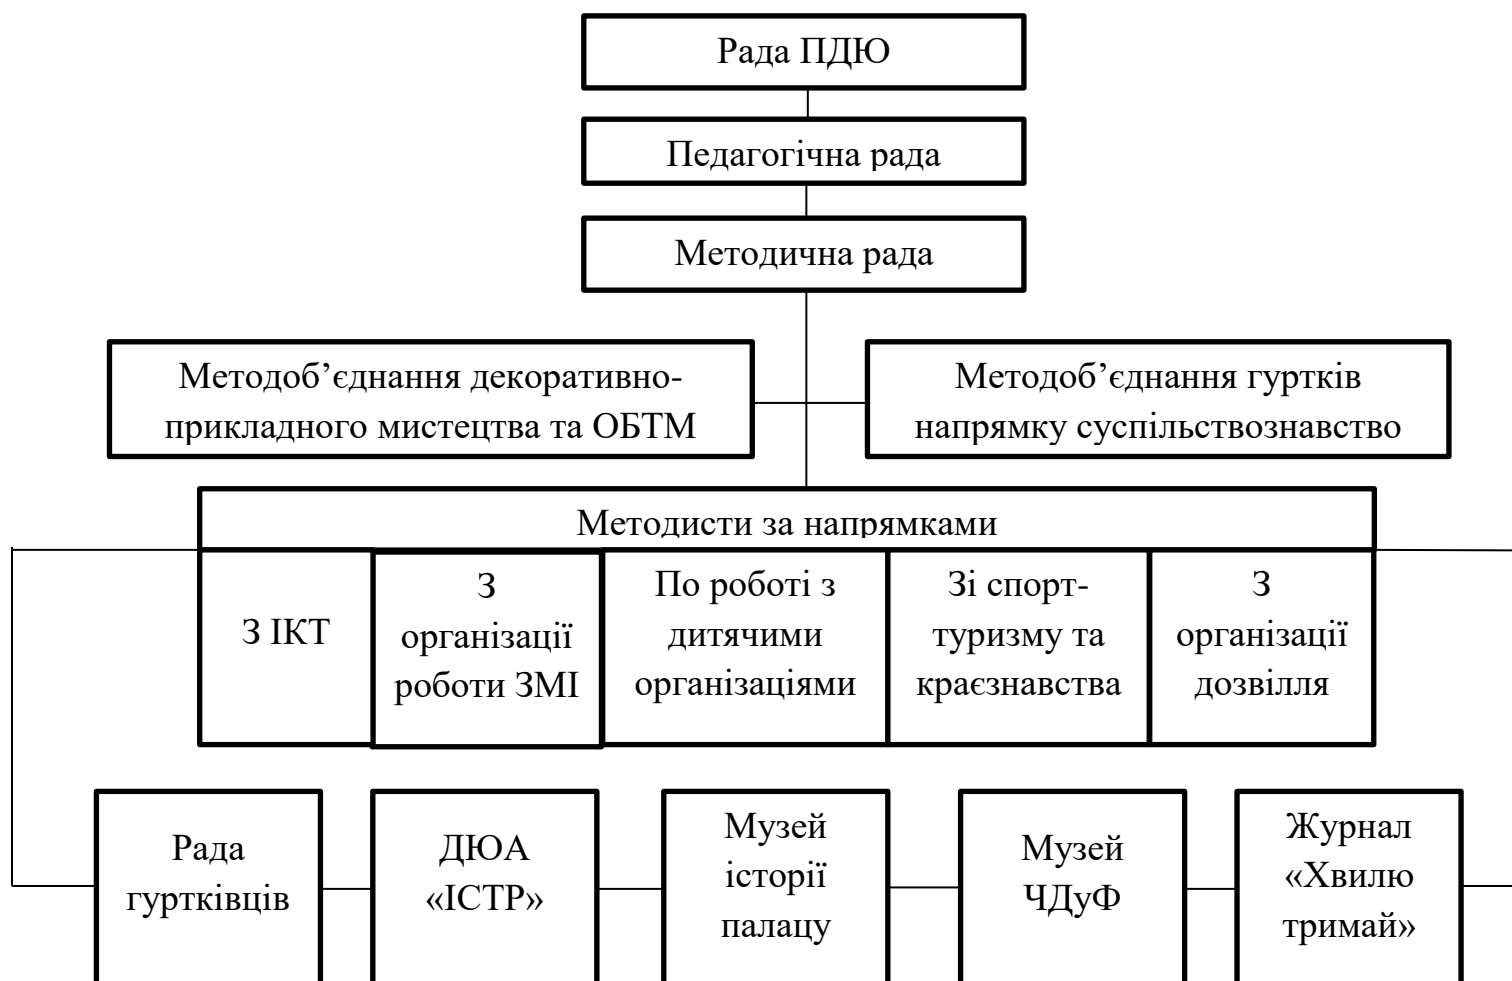 Рада ПДЮ
Педагогічна рада
Методична рада
Методоб’єднання декоративно-
прикладного мистецтва та ОБТМ
Методоб’єднання гуртків
напрямку суспільствознавство
Методисти за напрямками
З ІКТ
З
організації
роботи ЗМІ
По роботі з
дитячими
організаціями
Зі спорт-
туризму та
краєзнавства
З
організації
дозвілля
Рада
гуртківців
ДЮА
«ІСТР»
Музей
історії
палацу
Музей
ЧДуФ
Журнал
«Хвилю
тримай»